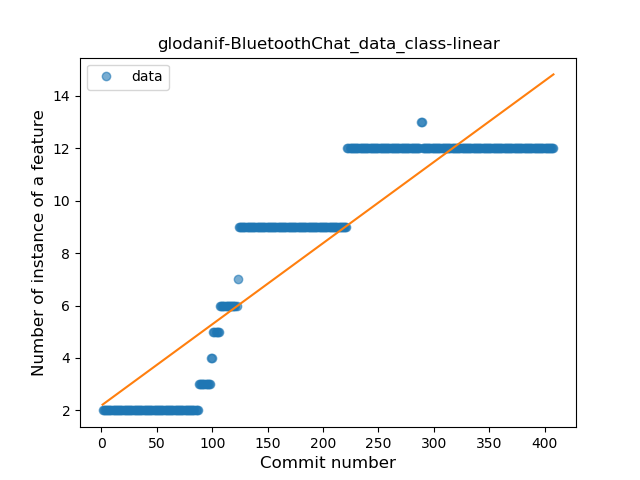 glodanif-BluetoothChat_data_class-linear
data
Number of instance of a feature
14
12
10
8
6
4
2
0 50 100 150 200 250 300 350 400
Commit number